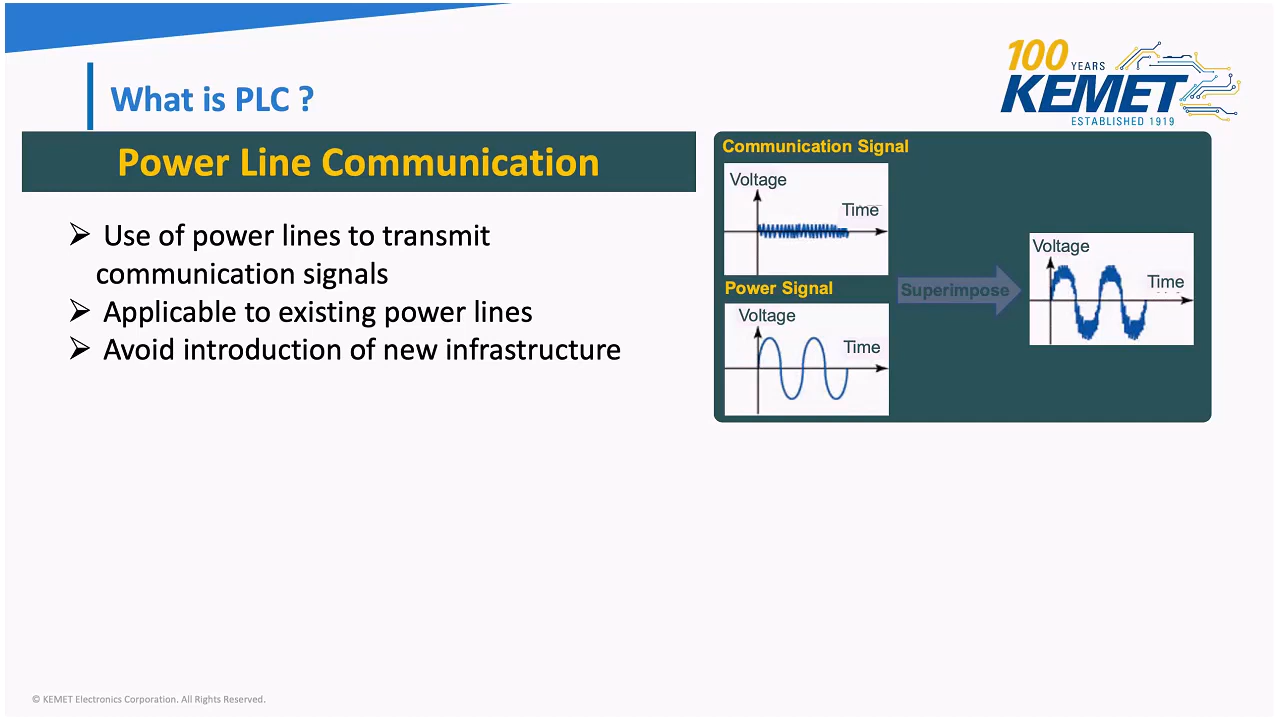 What is PLC ?
100
YEARS
KEMET
ESTABLISHED 1919
Power Line Communication
➢ Use of power lines to transmit
communication signals
➢ Applicable to existing power lines
➢ Avoid introduction of new infrastructure
Communication Signal
Voltage
Time
Power Signal
Voltage
Time
Superimpose
Voltage
Time
© KEMET Electronics Corporation. All Rights Reserved.